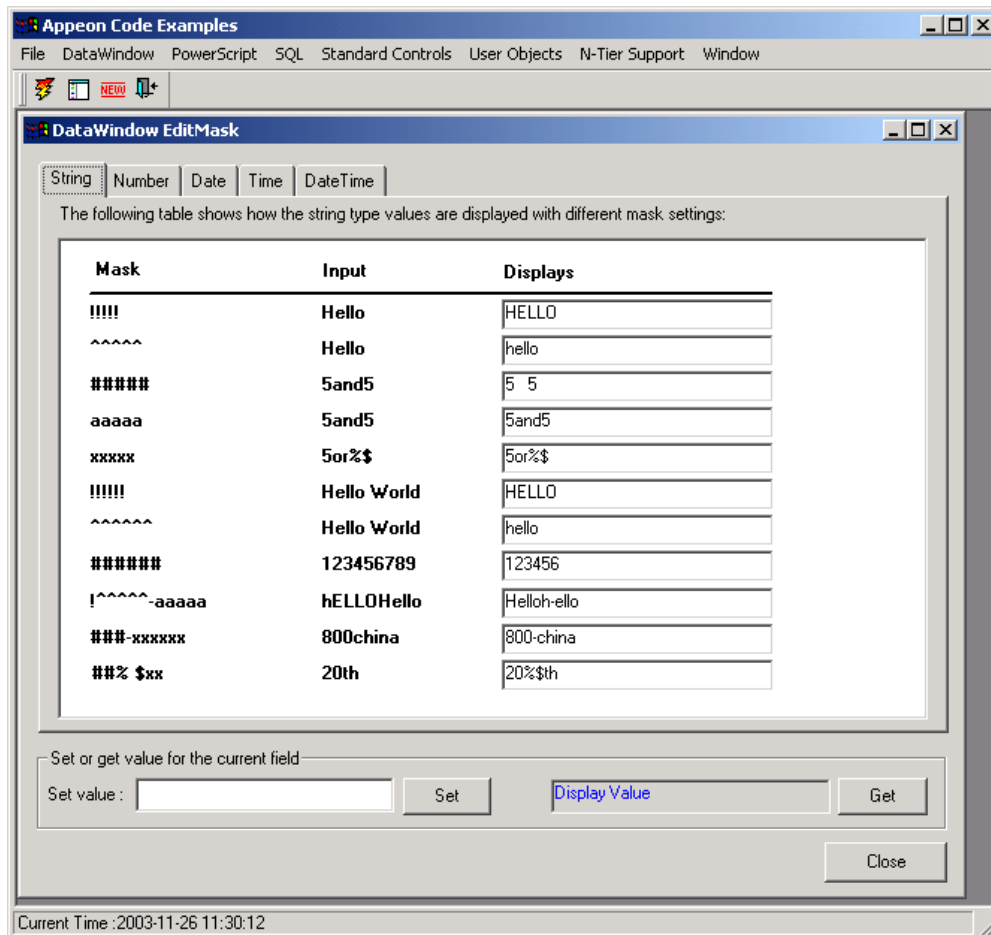 Appeon Code Examples
File DataWindow PowerScript SQL Standard Controls User Objects N-Tier Support Window
NEW
DataWindow EditMask
String Number Date Time DateTime
The following table shows how the string type values are displayed with different mask settings:
Mask Input Displays
!!!!! Hello HELLO
^^^^^ Hello hello
##### 5and5 5 5
aaaaa 5and5 5and5
xxxxx 5or%$ 5or%$
!!!!!! Hello World HELLO
^^^^^^ Hello World hello
###### 123456789 123456
!^^^^^-aaaaa hELLOHello Helloh-ello
###-xxxxxx 800china 800-china
##% $xx 20th 20%$th
Set or get value for the current field
Set value : Set Display Value Get
Close
Current Time :2003-11-26 11:30:12